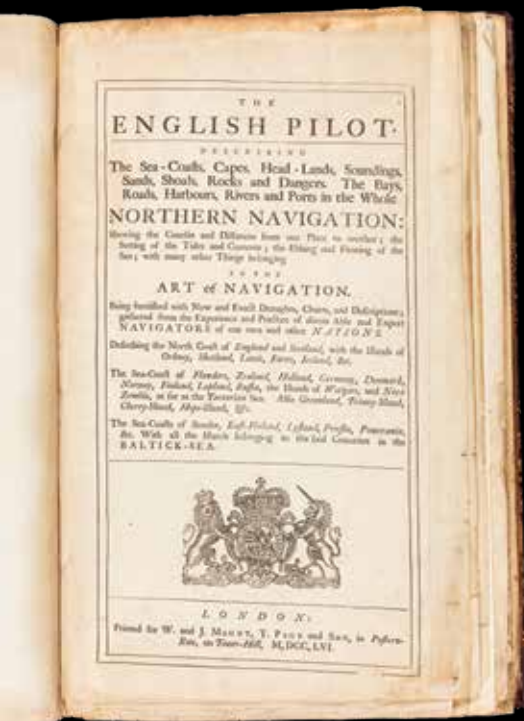 THE
ENGLISH PILOT.
DESCRIBING
The Sea-Coasts, Capes, Head-Lands, Soundings,
Sands, Shoals, Rocks and Dangers. The Bays,
Roads, Harbours, Rivers and Ports in the Whole
NORTHERN NAVIGATION:
Shewing the Courses and Distances from one Place to another; the
Setting of the Tides and Currents; the Ebbing and Flowing of the
Sea; with many other Things belonging
TO THE
ART of NAVIGATION.
Being furnished with New and Exact Draughts, Charts, and Descriptions;
gathered from the Experience and Practice of divers Able and Expert
NAVIGATORS of our own and other NATIONS
Describing the North Coast of England and Scotland, with the Islands of
Orkney, Shetland, Lewis, Farre, Iceland, &c.
The Sea-Coast of Flanders, Zealand, Holland, Germany, Denmark,
Norway, Finland, Lapland, Russia, the Islands of and Nova
Zembla, as far as the Tartarian Sea. Also Greenland, Trinity-Island,
Cherry-Island, Hope-Island, &c.
The Sea-Coasts of Sweden, East-Finland, Lyfland, Prussia, Pomerania,
&c. With all the Islands belonging to the said Countries in the
BALTICK-SEA.
LONDON:
Printed for W. and J. MOUNT, T. PAGE and SON, in Postern-
Row, on Tower-Hill, M,DCC,LVI.